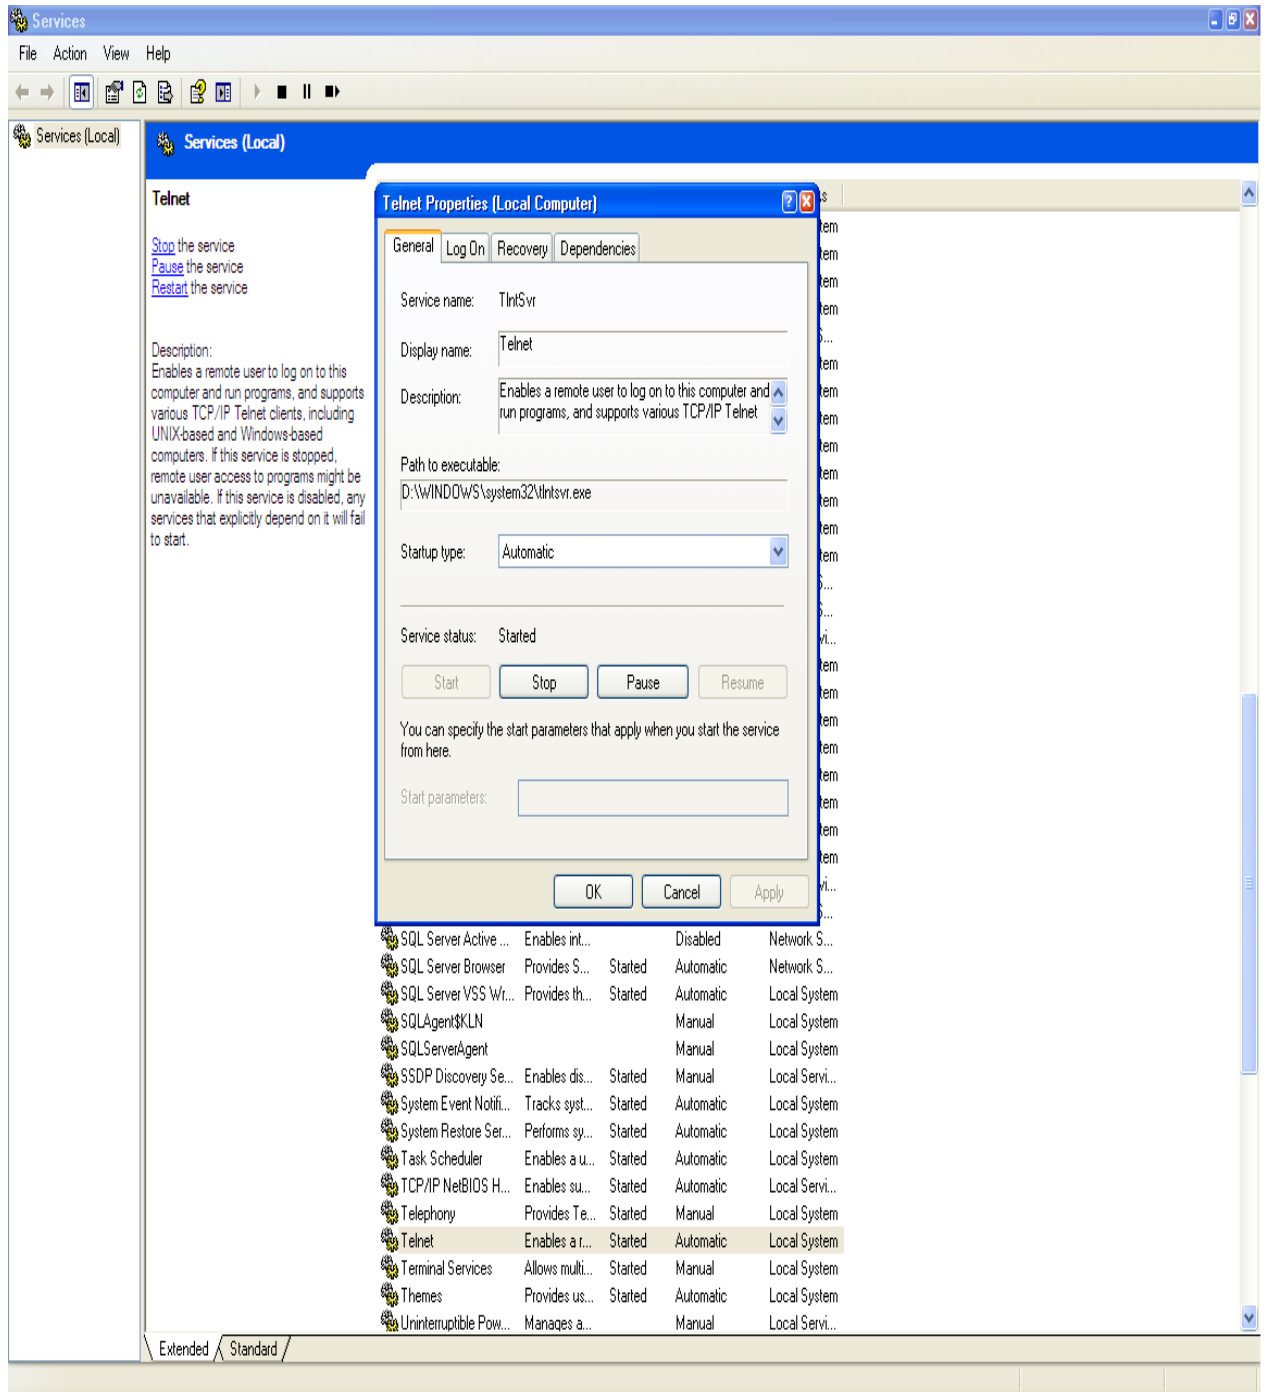 Services
File Action View Help
Services (Local)
Services (Local)
Telnet
Stop the service
Pause the service
Restart the service
Description:
Enables a remote user to log on to this
computer and run programs, and supports
various TCP/IP Telnet clients, including
UNIX-based and Windows-based
computers. If this service is stopped,
remote user access to programs might be
unavailable. If this service is disabled, any
services that explicitly depend on it will fail
to start.
Telnet Properties (Local Computer)
General Log On Recovery Dependencies
Service name: TlntSvr
Display name: Telnet
Description: Enables a remote user to log on to this computer and
run programs, and supports various TCP/IP Telnet
Path to executable:
D:\WINDOWS\system32\tlntsvr.exe
Startup type: Automatic
Service status: Started
Start Stop Pause Resume
You can specify the start parameters that apply when you start the service
from here.
Start parameters:
OK Cancel Apply
SQL Server Active ... Enables int... Disabled Network S...
SQL Server Browser Provides S... Started Automatic Network S...
SQL Server VSS Wr... Provides th... Started Automatic Local System
SQLAgent$KLN Manual Local System
SQLServerAgent Manual Local System
SSDP Discovery Se... Enables dis... Started Manual Local Servi...
System Event Notifi... Tracks syst... Started Automatic Local System
System Restore Ser... Performs sy... Started Automatic Local System
Task Scheduler Enables a u... Started Automatic Local System
TCP/IP NetBIOS H... Enables su... Started Automatic Local Servi...
Telephony Provides Te... Started Manual Local System
Telnet Enables a r... Started Automatic Local System
Terminal Services Allows multi... Started Manual Local System
Themes Provides us... Started Automatic Local System
Uninterruptible Pow... Manages a... Manual Local Servi...
Extended Standard